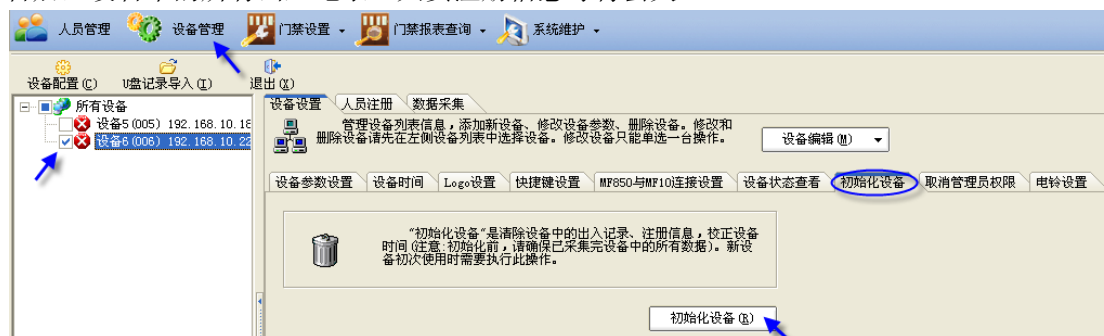 人员管理 设备管理 门禁设置 门禁报表查询 系统维护
设备配置(C) U盘记录导入(I) 退出(X)
所有设备
设备5(005) 192.168.10.18
设备6(006) 192.168.10.22
设备设置 人员注册 数据采集
管理设备列表信息，添加新设备、修改设备参数、删除设备。修改和
删除设备请先在左侧设备列表中选择设备。修改设备只能单选一台操作。
设备编辑(M)
设备参数设置 设备时间 Logo设置 快捷键设置 MF850与MF10连接设置 设备状态查看 初始化设备 取消管理员权限 电铃设置
“初始化设备”是清除设备中的出入记录、注册信息，校正设备
时间(注意:初始化前，请确保已采集完设备中的所有数据)。新设
备初次使用时需要执行此操作。
初始化设备(R)